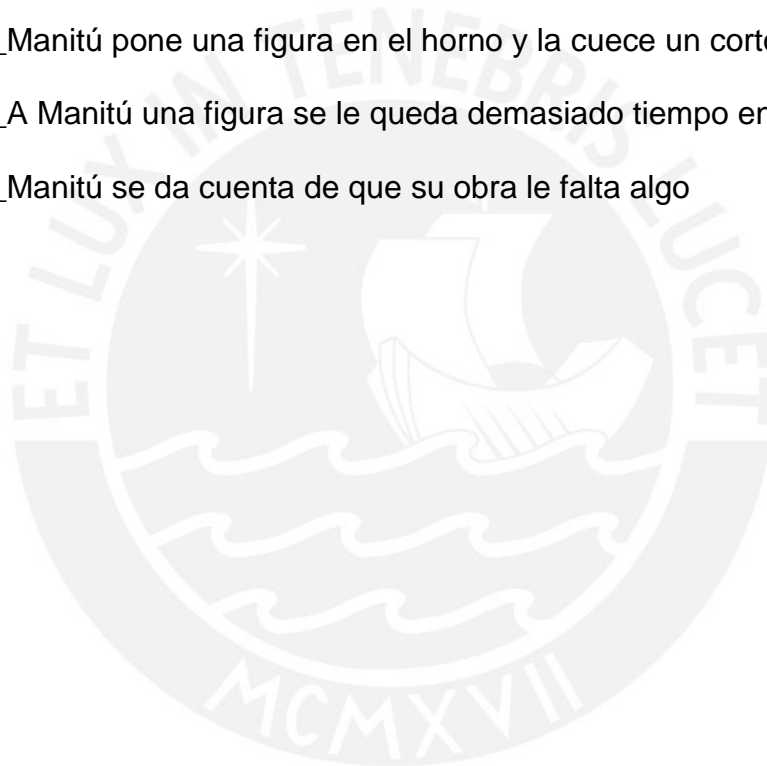 _Manitú pone una figura en el horno y la cuece un corto
_A Manitú una figura se le queda demasiado tiempo en
_Manitú se da cuenta de que su obra le falta algo
ET LUX IN TENEBRIS LUCET
MCMXVII